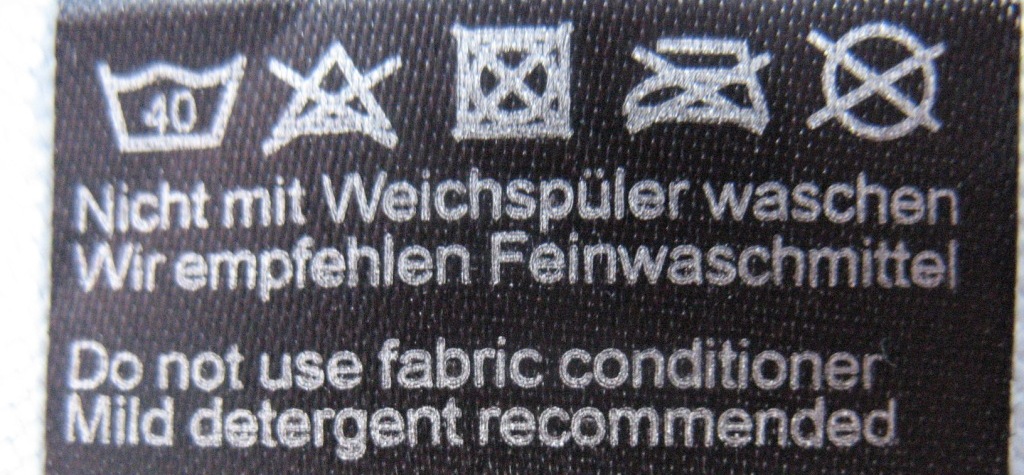 40
Nicht mit Weichspüler waschen
Wir empfehlen Feinwaschmittel
Do not use fabric conditioner
Mild detergent recommended